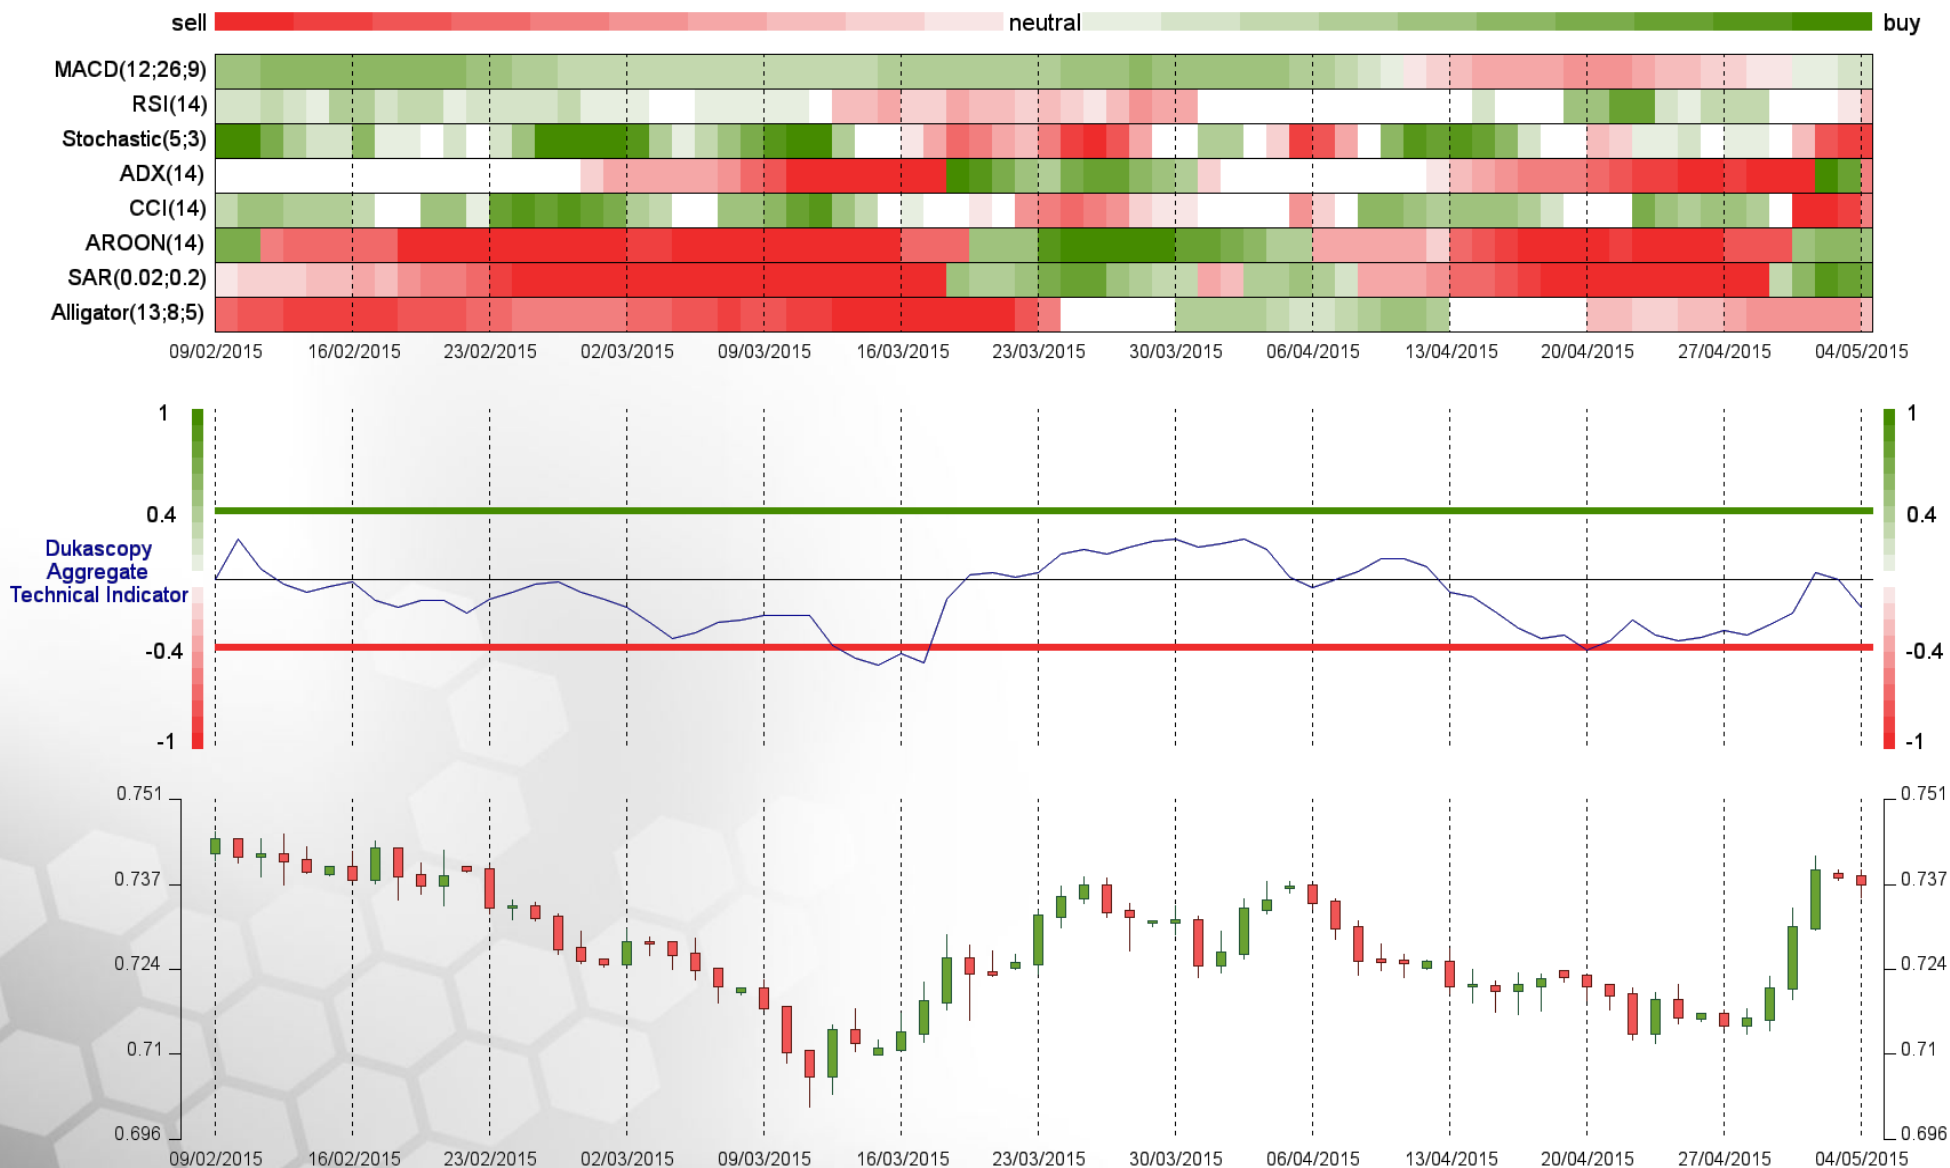 sell neutral buy
MACD(12;26;9)
RSI(14)
Stochastic(5;3)
ADX(14)
CCI(14)
AROON(14)
SAR(0.02;0.2)
Alligator(13;8;5)
09/02/2015 16/02/2015 23/02/2015 02/03/2015 09/03/2015 16/03/2015 23/03/2015 30/03/2015 06/04/2015 13/04/2015 20/04/2015 27/04/2015 04/05/2015
1 1
0.4 0.4
Dukascopy
Aggregate
Technical Indicator
-0.4 -0.4
-1 -1
0.751 0.751
0.737 0.737
0.724 0.724
0.71 0.71
0.696 0.696
09/02/2015 16/02/2015 23/02/2015 02/03/2015 09/03/2015 16/03/2015 23/03/2015 30/03/2015 06/04/2015 13/04/2015 20/04/2015 27/04/2015 04/05/2015